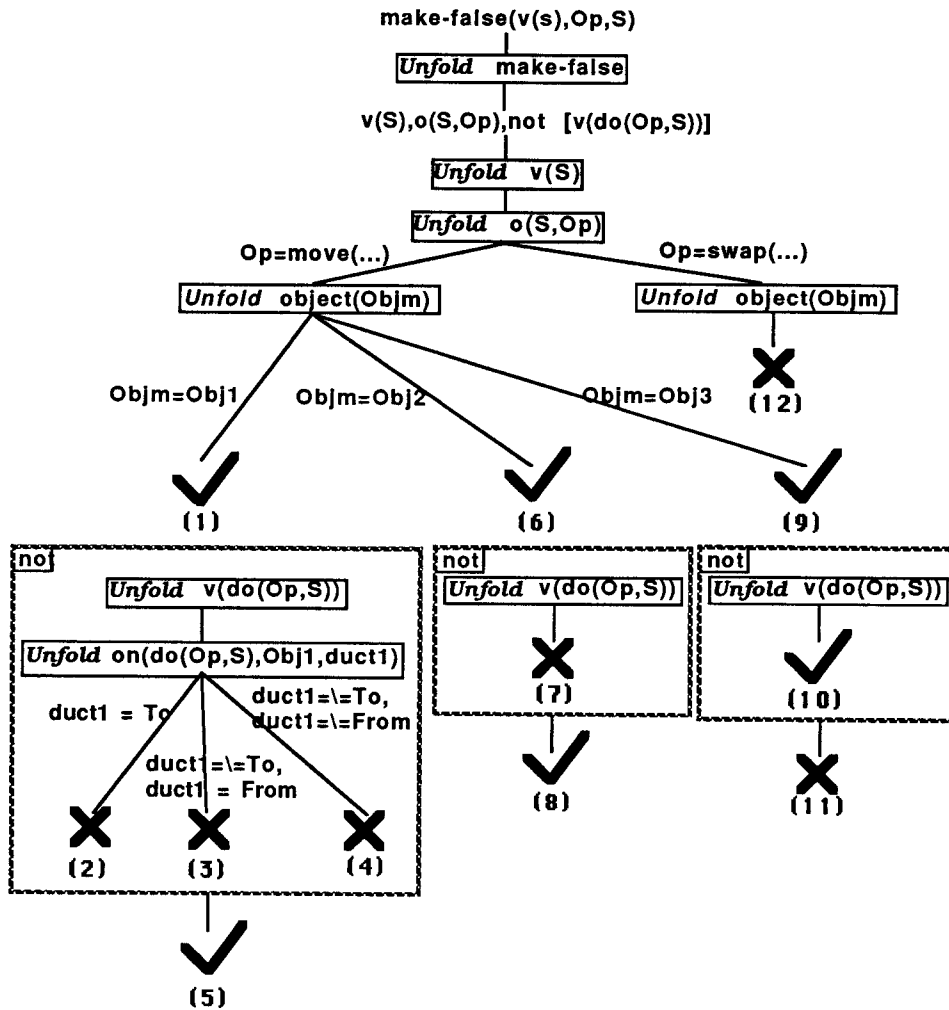 make-false(v(s),Op,S)
Unfold make-false
v(S),o(S,Op),not [v(do(Op,S))]
Unfold v(S)
Unfold o(S,Op)
Op=move(...)
Op=swap(...)
Unfold object(Objm)
Unfold object(Objm)
Objm=Obj1
Objm=Obj2
Objm=Obj3
(12)
(1)
(6)
(9)
not
not
not
Unfold v(do(Op,S))
Unfold v(do(Op,S))
Unfold v(do(Op,S))
Unfold on(do(Op,S),Obj1,duct1)
(7)
(10)
duct1 = To
duct1=\=To,
duct1=\=From
duct1=\=To,
duct1 = From
(8)
(11)
(2)
(3)
(4)
(5)